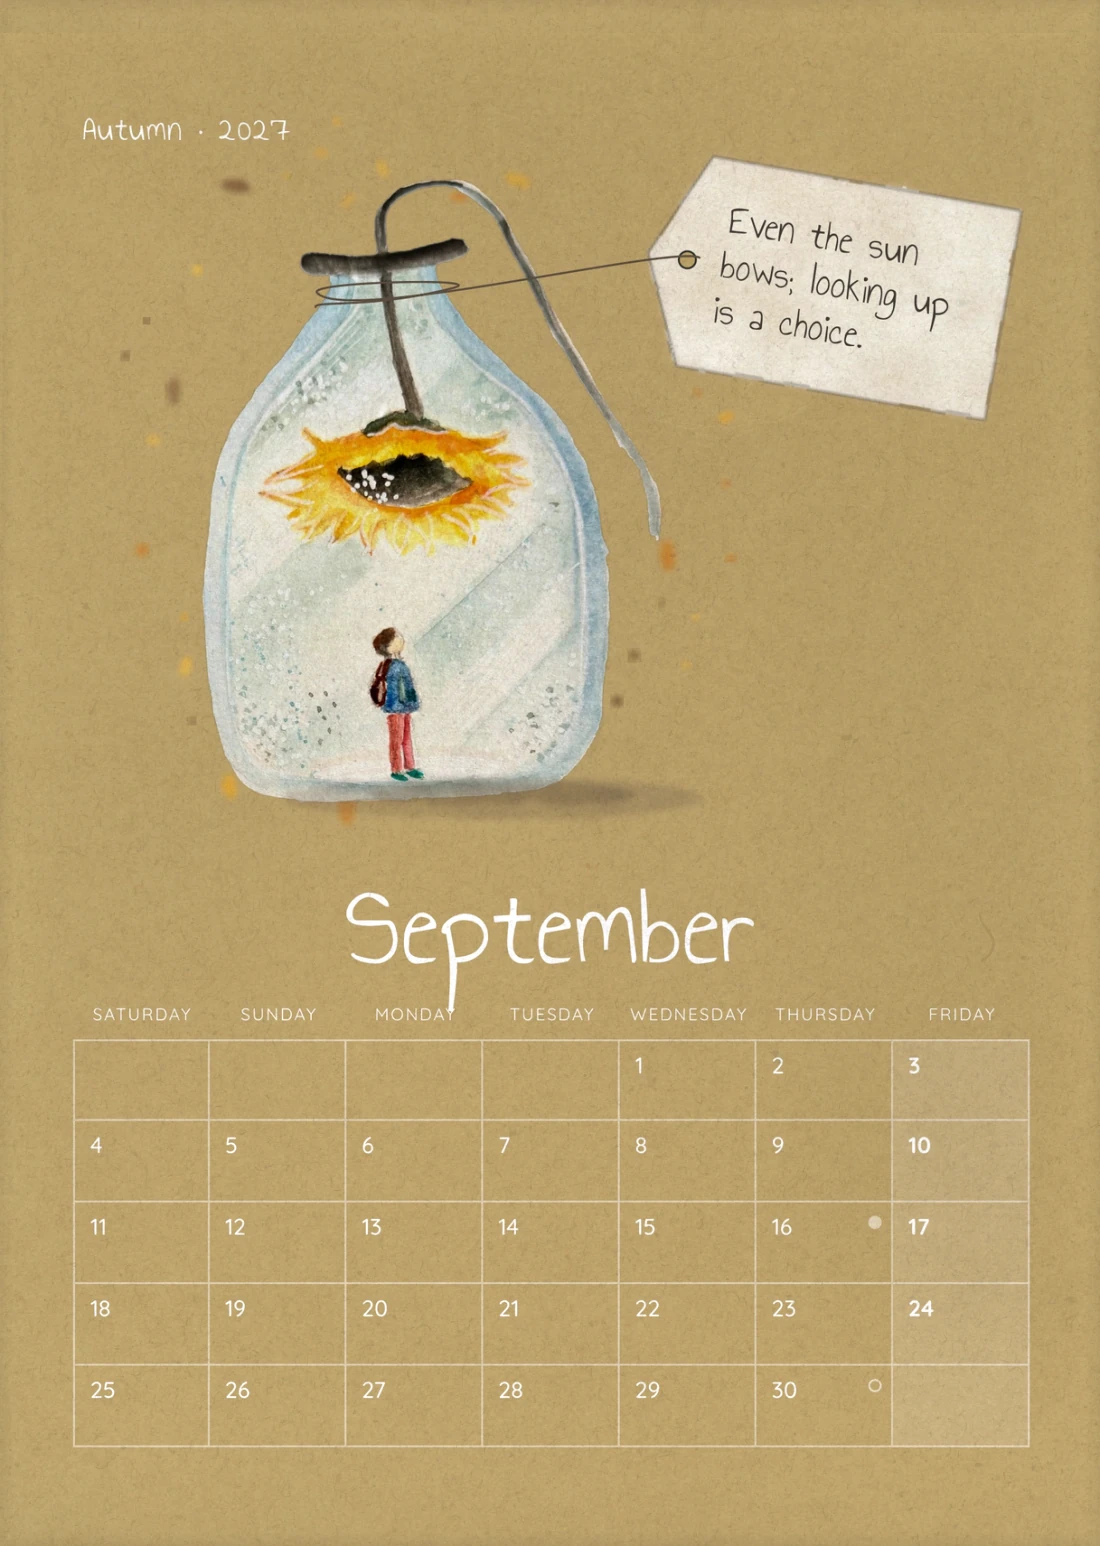 Autumn · 2027
Even the sun
bows; looking up
is a choice.
September
SATURDAY SUNDAY MONDAY TUESDAY WEDNESDAY THURSDAY FRIDAY
1 2 3
4 5 6 7 8 9 10
11 12 13 14 15 16 17
18 19 20 21 22 23 24
25 26 27 28 29 30